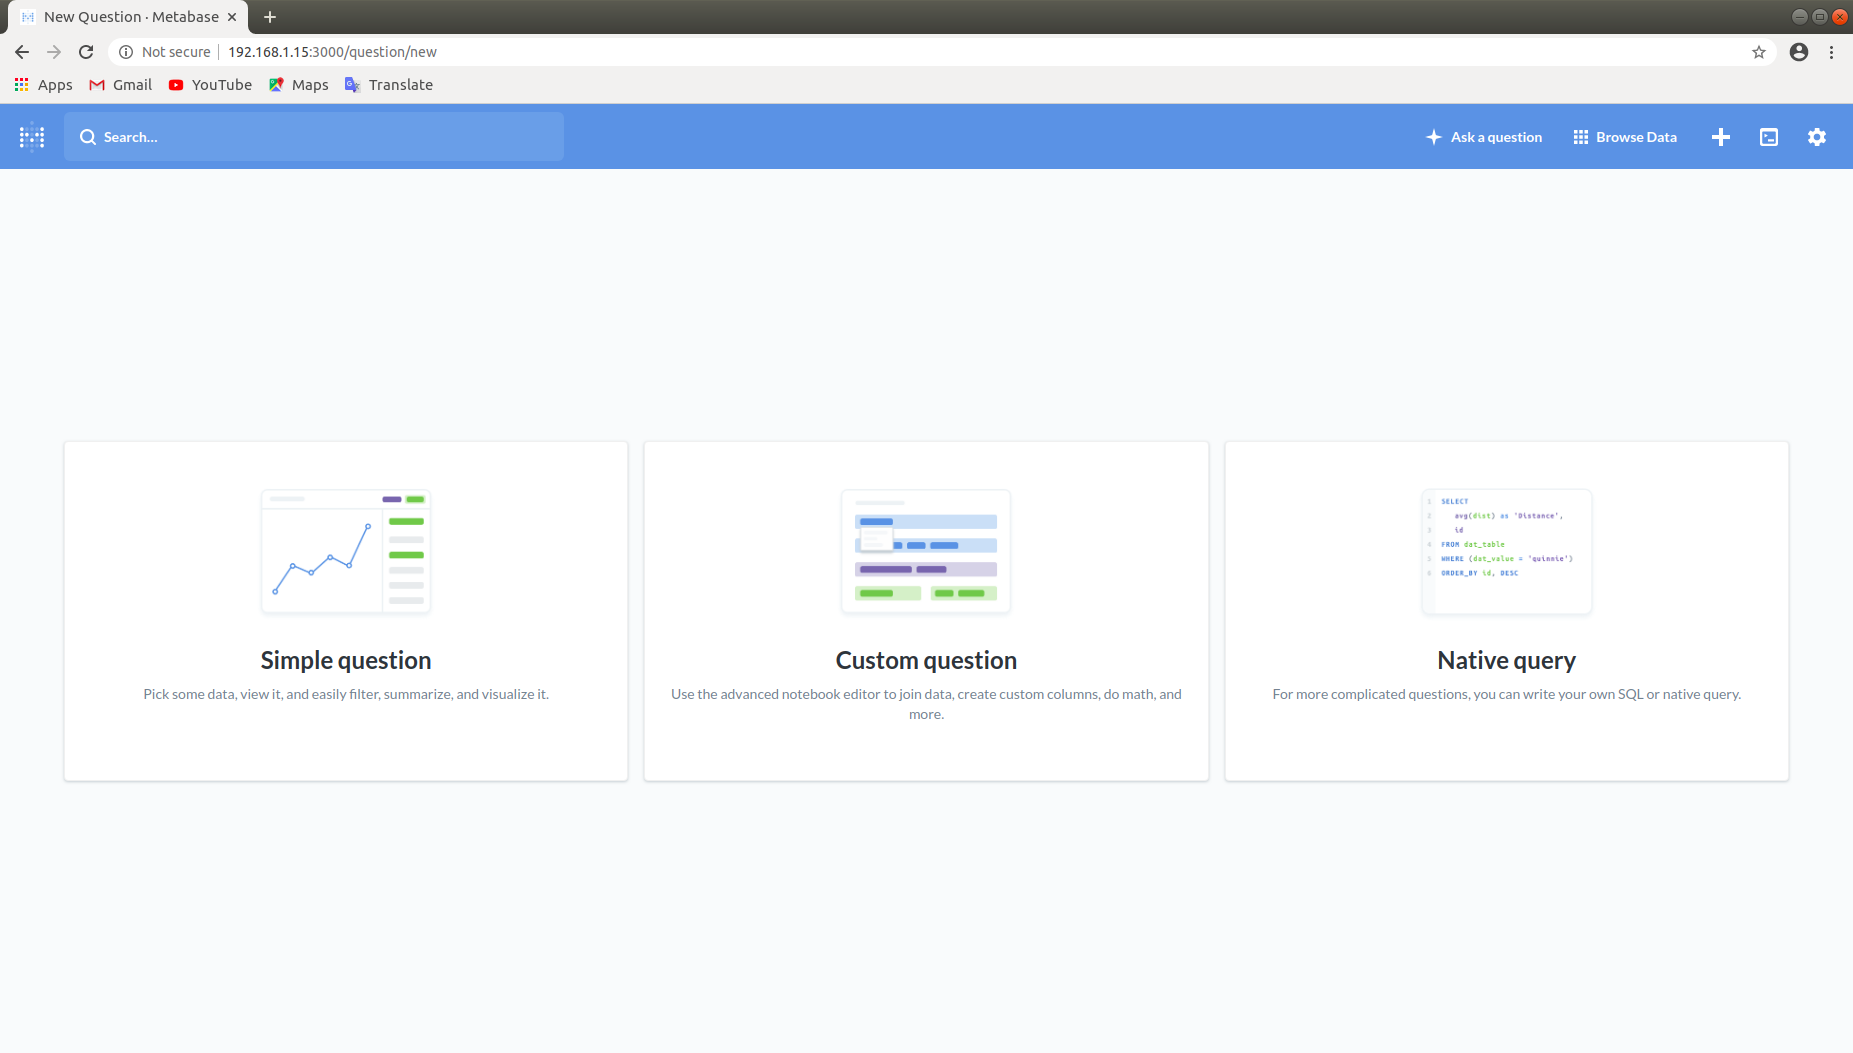 New Question · Metabase
Not secure
192.168.1.15:3000/question/new
Apps
Gmail
YouTube
Maps
Translate
Search...
Ask a question
Browse Data
1 SELECT
2 avg(dist) as 'Distance',
3 id
4 FROM dat_table
5 WHERE (dat_value = 'quinnie')
6 ORDER_BY id, DESC
Simple question
Pick some data, view it, and easily filter, summarize, and visualize it.
Custom question
Use the advanced notebook editor to join data, create custom columns, do math, and
more.
Native query
For more complicated questions, you can write your own SQL or native query.